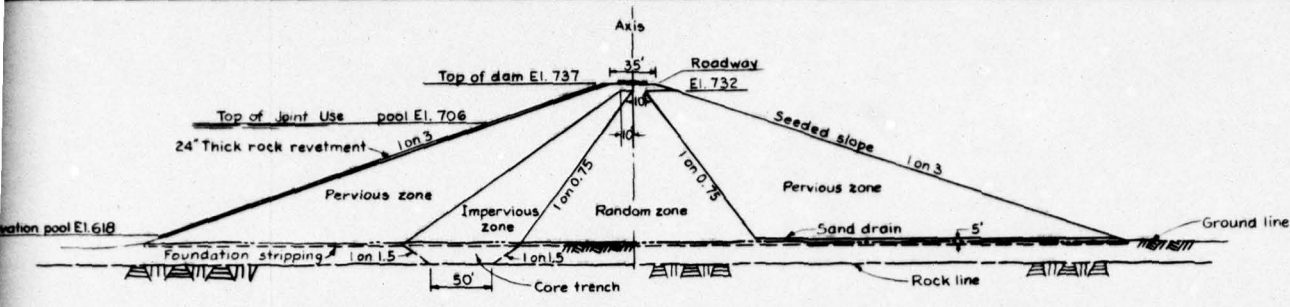 Axis
35'
Roadway
Top of dam El. 737
El. 732
10'
Top of Joint Use pool El. 706
10'
24" Thick rock revetment
1 on 3
Seeded slope
1 on 3
1 on 0.75
1 on 0.75
Pervious zone
Pervious zone
Impervious zone
Random zone
vation pool El. 618
Sand drain
5'
Ground line
Foundation stripping
1 on 1.5
1 on 1.5
50'
Core trench
Rock line